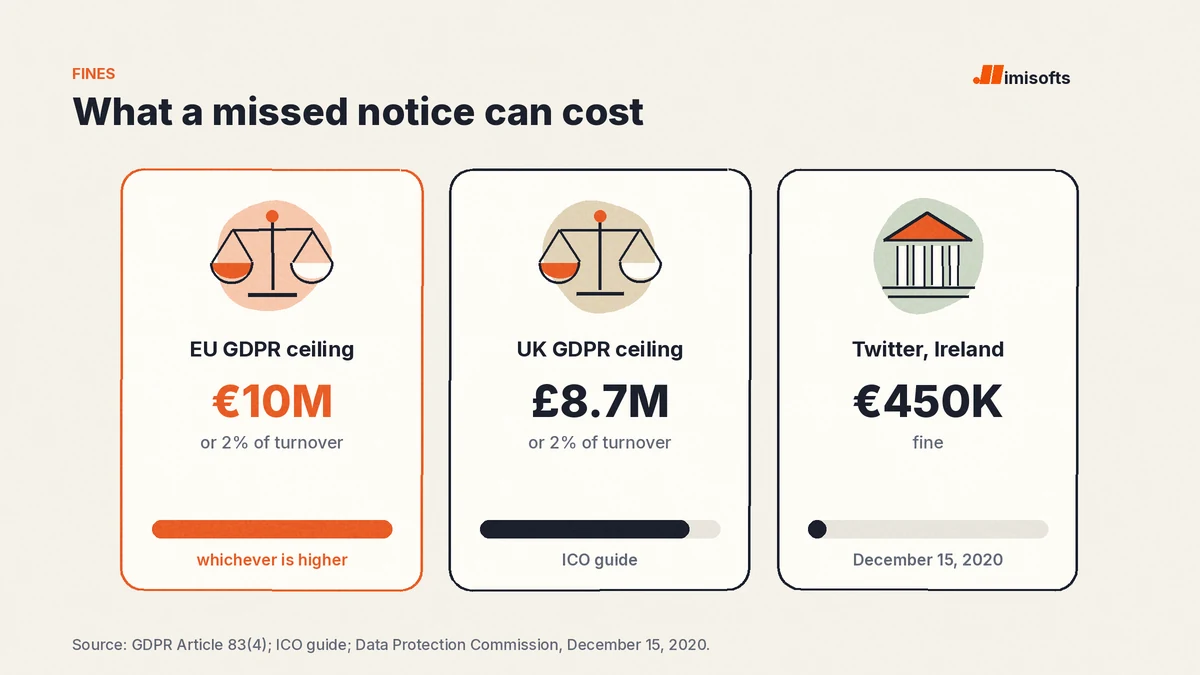 FINES
imisofts
What a missed notice can cost
EU GDPR ceiling
€10M
or 2% of turnover
whichever is higher
UK GDPR ceiling
£8.7M
or 2% of turnover
ICO guide
Twitter, Ireland
€450K
fine
December 15, 2020
Source: GDPR Article 83(4); ICO guide; Data Protection Commission, December 15, 2020.